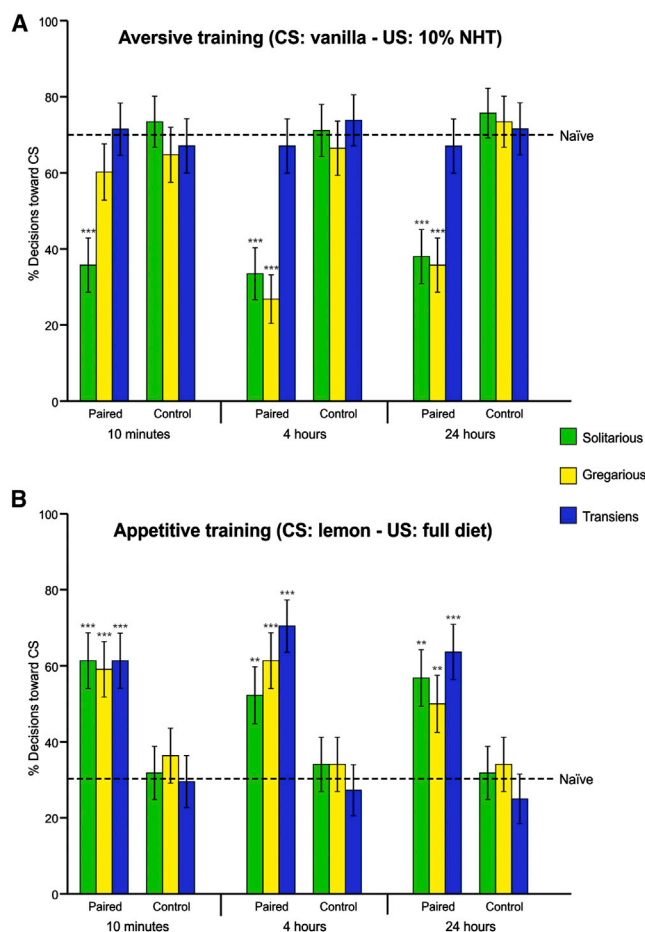 A
Aversive training (CS: vanilla - US: 10% NHT)
% Decisions toward CS
100
80
60
40
20
0
Naïve
***
***
***
***
***
Paired
Control
Paired
Control
Paired
Control
10 minutes
4 hours
24 hours
Solitarious
Gregarious
Transiens
B
Appetitive training (CS: lemon - US: full diet)
% Decisions toward CS
100
80
60
40
20
0
Naïve
***
***
***
**
***
***
**
**
***
Paired
Control
Paired
Control
Paired
Control
10 minutes
4 hours
24 hours